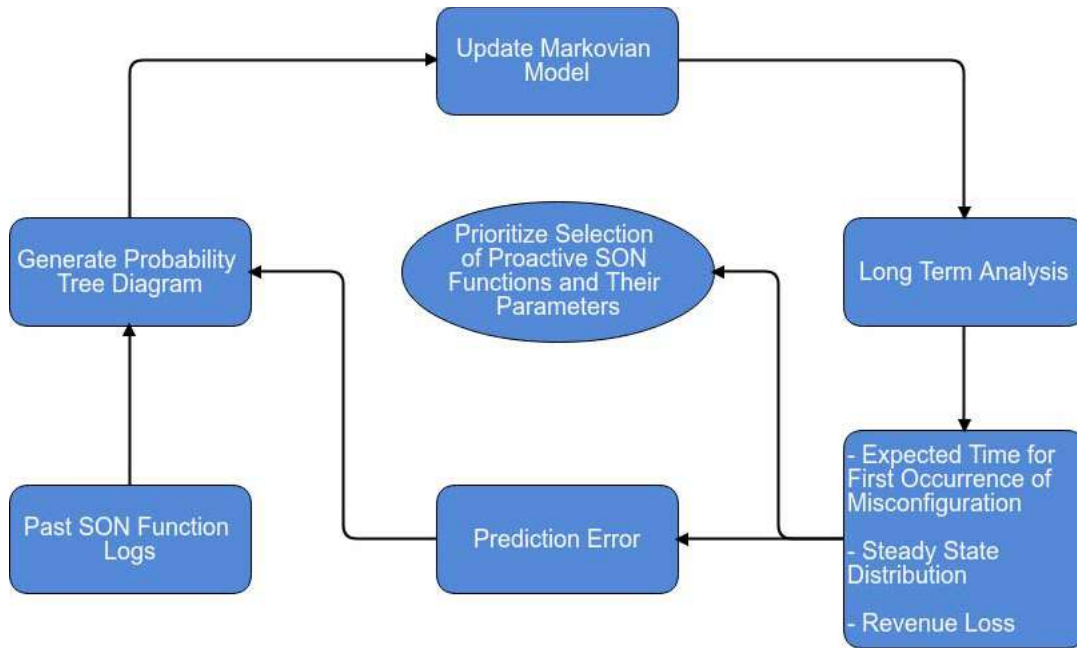 Update Markovian
Model
Generate Probability
Tree Diagram
Prioritize Selection
of Proactive SON
Functions and Their
Parameters
Long Term Analysis
Past SON Function
Logs
Prediction Error
- Expected Time for
First Occurrence of
Misconfiguration
- Steady State
Distribution
- Revenue Loss